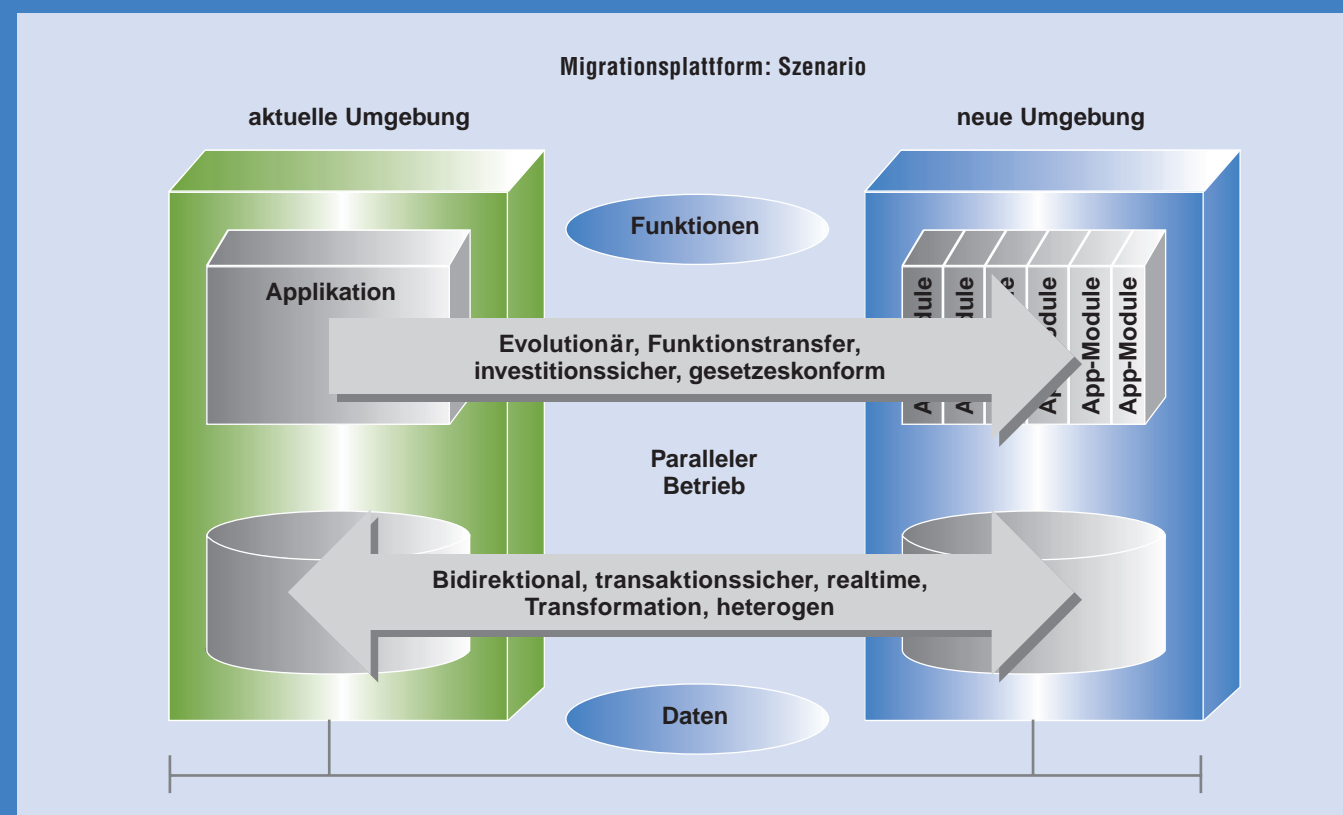 Migrationsplattform: Szenario
aktuelle Umgebung
neue Umgebung
Funktionen
Applikation
App-Module
App-Module
Evolutionär, Funktionstransfer,
investitionssicher, gesetzeskonform
Paralleler
Betrieb
Bidirektional, transaktionssicher, realtime,
Transformation, heterogen
Daten